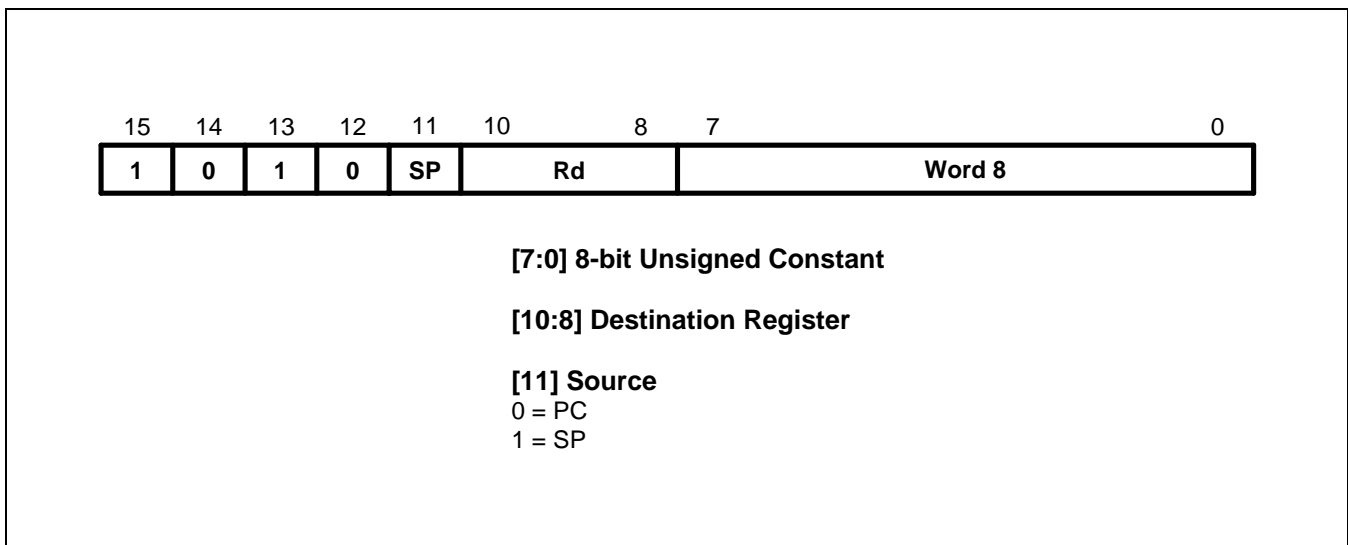 15 14 13 12 11 10 8 7 0
1 0 1 0 SP Rd Word 8
[7:0] 8-bit Unsigned Constant
[10:8] Destination Register
[11] Source
0 = PC
1 = SP